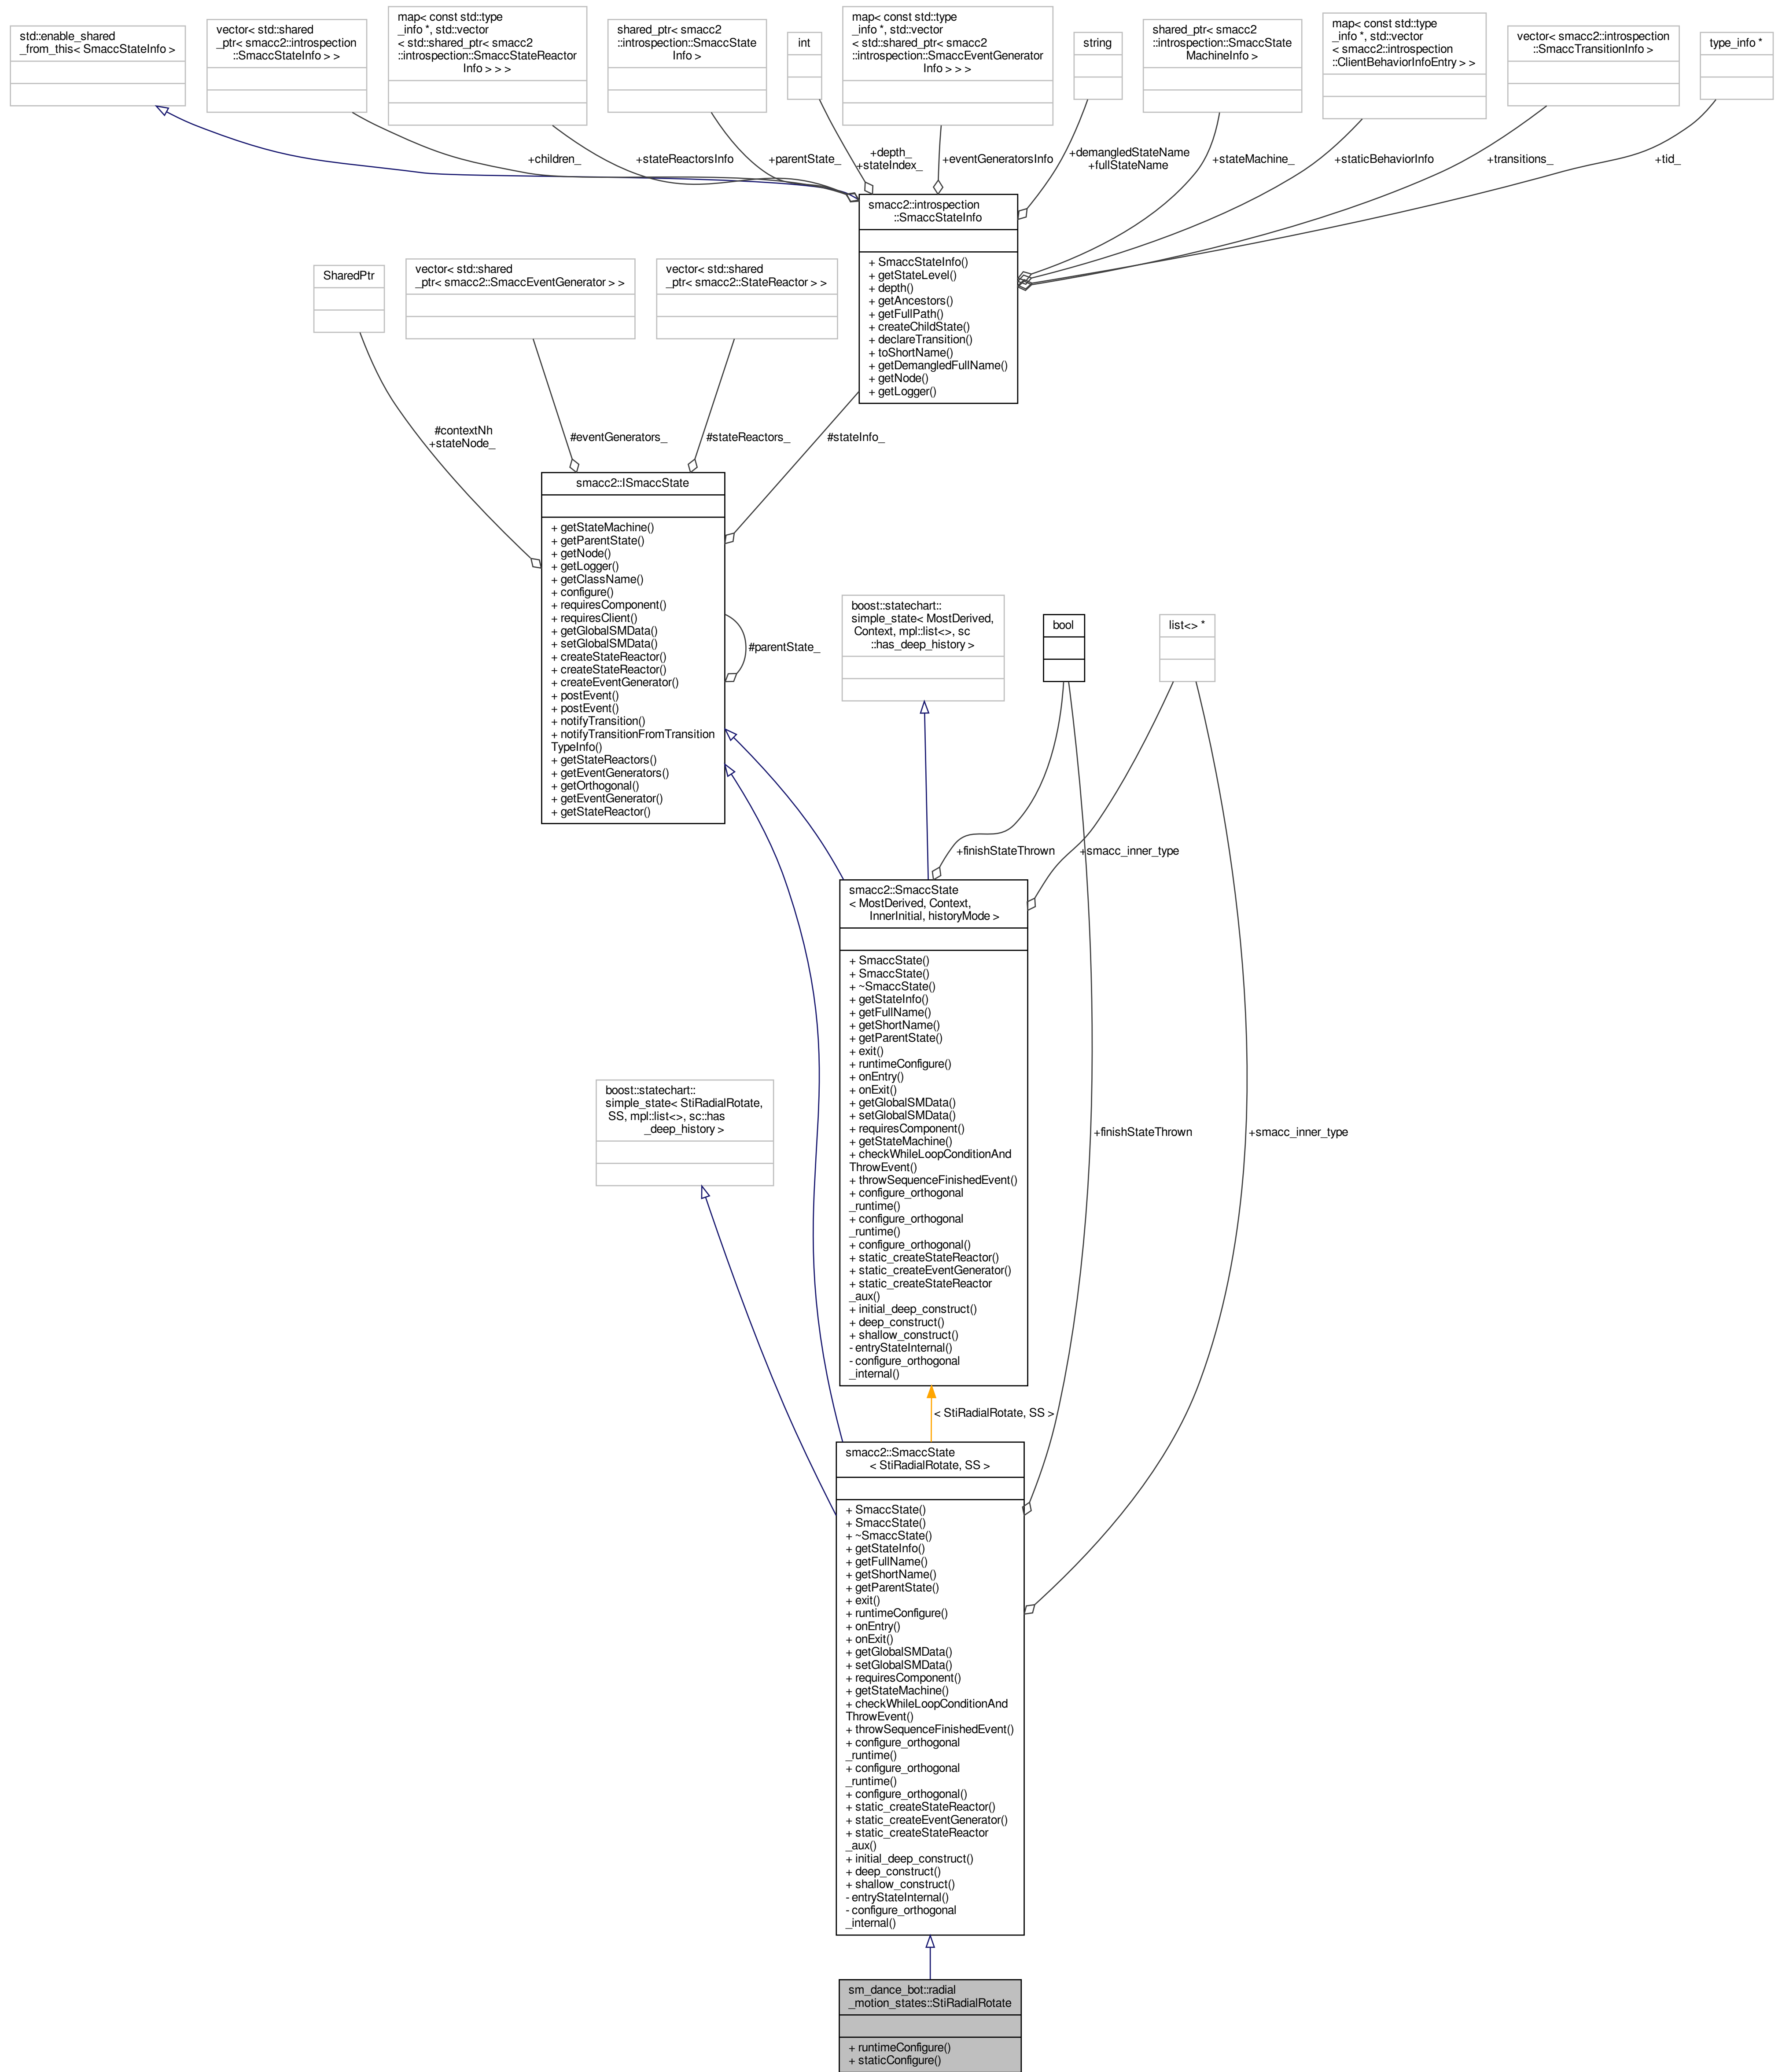 std::enable_shared
_from_this< SmaccStateInfo >
vector< std::shared
_ptr< smacc2::introspection
::SmaccStateInfo > >
map< const std::type
_info *, std::vector
< std::shared_ptr< smacc2
::introspection::SmaccStateReactor
Info > > >
shared_ptr< smacc2
::introspection::SmaccState
Info >
int
map< const std::type
_info *, std::vector
< std::shared_ptr< smacc2
::introspection::SmaccEventGenerator
Info > > >
string
shared_ptr< smacc2
::introspection::SmaccState
MachineInfo >
map< const std::type
_info *, std::vector
< smacc2::introspection
::ClientBehaviorInfoEntry > >
vector< smacc2::introspection
::SmaccTransitionInfo >
type_info *
+children_
+stateReactorsInfo
+parentState_
+depth_
+stateIndex_
+eventGeneratorsInfo
+demangledStateName
+fullStateName
+stateMachine_
+staticBehaviorInfo
+transitions_
+tid_
smacc2::introspection
::SmaccStateInfo
+ SmaccStateInfo()
+ getStateLevel()
+ depth()
+ getAncestors()
+ getFullPath()
+ createChildState()
+ declareTransition()
+ toShortName()
+ getDemangledFullName()
+ getNode()
+ getLogger()
SharedPtr
vector< std::shared
_ptr< smacc2::SmaccEventGenerator > >
vector< std::shared
_ptr< smacc2::StateReactor > >
#contextNh
+stateNode_
#eventGenerators_
#stateReactors_
#stateInfo_
smacc2::ISmaccState
+ getStateMachine()
+ getParentState()
+ getNode()
+ getLogger()
+ getClassName()
+ configure()
+ requiresComponent()
+ requiresClient()
+ getGlobalSMData()
+ setGlobalSMData()
+ createStateReactor()
+ createStateReactor()
+ createEventGenerator()
+ postEvent()
+ postEvent()
+ notifyTransition()
+ notifyTransitionFromTransition
TypeInfo()
+ getStateReactors()
+ getEventGenerators()
+ getOrthogonal()
+ getEventGenerator()
+ getStateReactor()
#parentState_
boost::statechart::
simple_state< MostDerived,
Context, mpl::list<>, sc
::has_deep_history >
bool
list<> *
+finishStateThrown
+smacc_inner_type
smacc2::SmaccState
< MostDerived, Context,
InnerInitial, historyMode >
+ SmaccState()
+ SmaccState()
+ ~SmaccState()
+ getStateInfo()
+ getFullName()
+ getShortName()
+ getParentState()
+ exit()
+ runtimeConfigure()
+ onEntry()
+ onExit()
+ getGlobalSMData()
+ setGlobalSMData()
+ requiresComponent()
+ getStateMachine()
+ checkWhileLoopConditionAnd
ThrowEvent()
+ throwSequenceFinishedEvent()
+ configure_orthogonal
_runtime()
+ configure_orthogonal
_runtime()
+ configure_orthogonal()
+ static_createStateReactor()
+ static_createEventGenerator()
+ static_createStateReactor
_aux()
+ initial_deep_construct()
+ deep_construct()
+ shallow_construct()
- entryStateInternal()
- configure_orthogonal
_internal()
boost::statechart::
simple_state< StiRadialRotate,
SS, mpl::list<>, sc::has
_deep_history >
+finishStateThrown
+smacc_inner_type
< StiRadialRotate, SS >
smacc2::SmaccState
< StiRadialRotate, SS >
+ SmaccState()
+ SmaccState()
+ ~SmaccState()
+ getStateInfo()
+ getFullName()
+ getShortName()
+ getParentState()
+ exit()
+ runtimeConfigure()
+ onEntry()
+ onExit()
+ getGlobalSMData()
+ setGlobalSMData()
+ requiresComponent()
+ getStateMachine()
+ checkWhileLoopConditionAnd
ThrowEvent()
+ throwSequenceFinishedEvent()
+ configure_orthogonal
_runtime()
+ configure_orthogonal
_runtime()
+ configure_orthogonal()
+ static_createStateReactor()
+ static_createEventGenerator()
+ static_createStateReactor
_aux()
+ initial_deep_construct()
+ deep_construct()
+ shallow_construct()
- entryStateInternal()
- configure_orthogonal
_internal()
sm_dance_bot::radial
_motion_states::StiRadialRotate
+ runtimeConfigure()
+ staticConfigure()